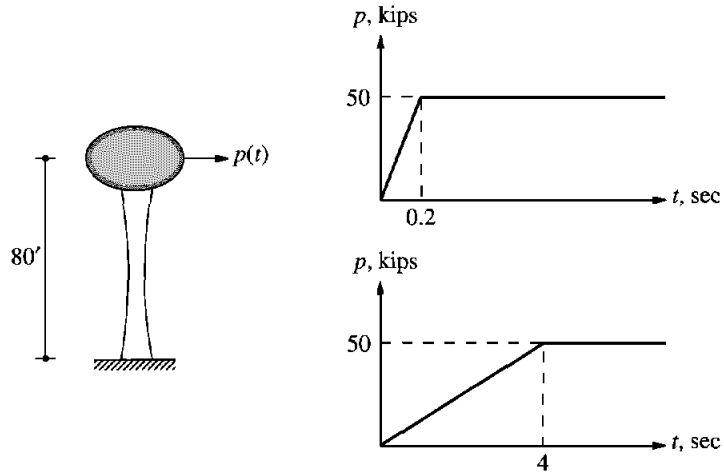 p(t)
80′
p, kips
50
0.2
t, sec
p, kips
50
4
t, sec